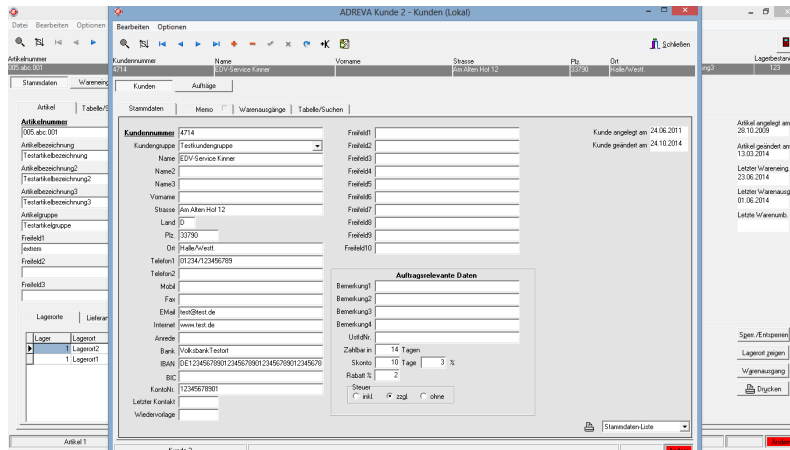 ADREVA Kunde 2 - Kunden (Lokal)
Datei Bearbeiten Optionen
Bearbeiten Optionen
Schließen
Artikelnummer
005.abc.001
Kundennummer Name Vorname Strasse Plz Ort
4714 EDV-Service Kinner Am Alten Hof 12 33790 Halle/Westf.
Lagerbestand
123
Stammdaten Wareneing
Kunden Aufträge
Artikel Tabelle/S
Stammdaten Memo Warenausgänge Tabelle/Suchen
Artikelnummer
005.abc.001
Artikelbezeichnung
Testartikelbezeichnung
Artikelbezeichnung2
Testartikelbezeichnung2
Artikelbezeichnung3
Testartikelbezeichnung3
Artikelgruppe
Testartikelgruppe
Freifeld1
extrem
Freifeld2
Freifeld3
Lagerorte Lieferan
Lager Lagerort
1 Lagerort2
1 Lagerort1
Artikel 1
Kundennummer 4714
Kundengruppe Testkundengruppe
Name EDV-Service Kinner
Name2
Name3
Vorname
Strasse Am Alten Hof 12
Land D
Plz 33790
Ort Halle/Westf.
Telefon1 01234/123456789
Telefon2
Mobil
Fax
EMail test@test.de
Internet www.test.de
Anrede
Bank Volksbank Testort
IBAN DE12345678901234567890123456789012345678
BIC
KontoNr. 12345678901
Letzter Kontakt
Wiedervorlage
Freifeld1
Freifeld2
Freifeld3
Freifeld4
Freifeld5
Freifeld6
Freifeld7
Freifeld8
Freifeld9
Freifeld10
Kunde angelegt am 24.06.2011
Kunde geändert am 24.10.2014
Auftragsrelevante Daten
Bemerkung1
Bemerkung2
Bemerkung3
Bemerkung4
UstIdNr.
Zahlbar in 14 Tagen
Skonto 10 Tage 3 %
Rabatt % 2
Steuer
inkl. zzgl. ohne
Stammdaten-Liste
Kunde 2
Artikel angelegt am
28.10.2009
Artikel geändert am
13.03.2014
Letzter Wareneing.
23.06.2014
Letzter Warenausg
01.06.2014
Letzte Warenumb.
Sperr./Entsperren
Lagerort zeigen
Warenausgang
Drucken